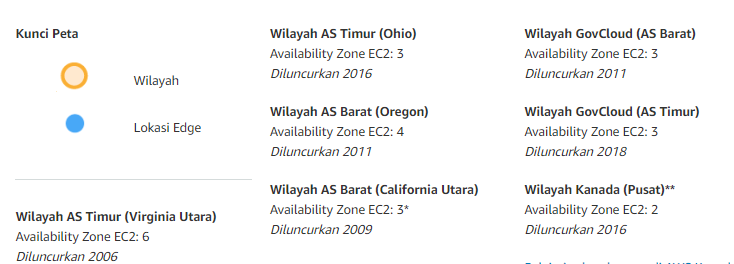 Kunci Peta
Wilayah
Lokasi Edge
Wilayah AS Timur (Virginia Utara)
Availability Zone EC2: 6
Diluncurkan 2006
Wilayah AS Timur (Ohio)
Availability Zone EC2: 3
Diluncurkan 2016
Wilayah AS Barat (Oregon)
Availability Zone EC2: 4
Diluncurkan 2011
Wilayah AS Barat (California Utara)
Availability Zone EC2: 3*
Diluncurkan 2009
Wilayah GovCloud (AS Barat)
Availability Zone EC2: 3
Diluncurkan 2011
Wilayah GovCloud (AS Timur)
Availability Zone EC2: 3
Diluncurkan 2018
Wilayah Kanada (Pusat)**
Availability Zone EC2: 2
Diluncurkan 2016